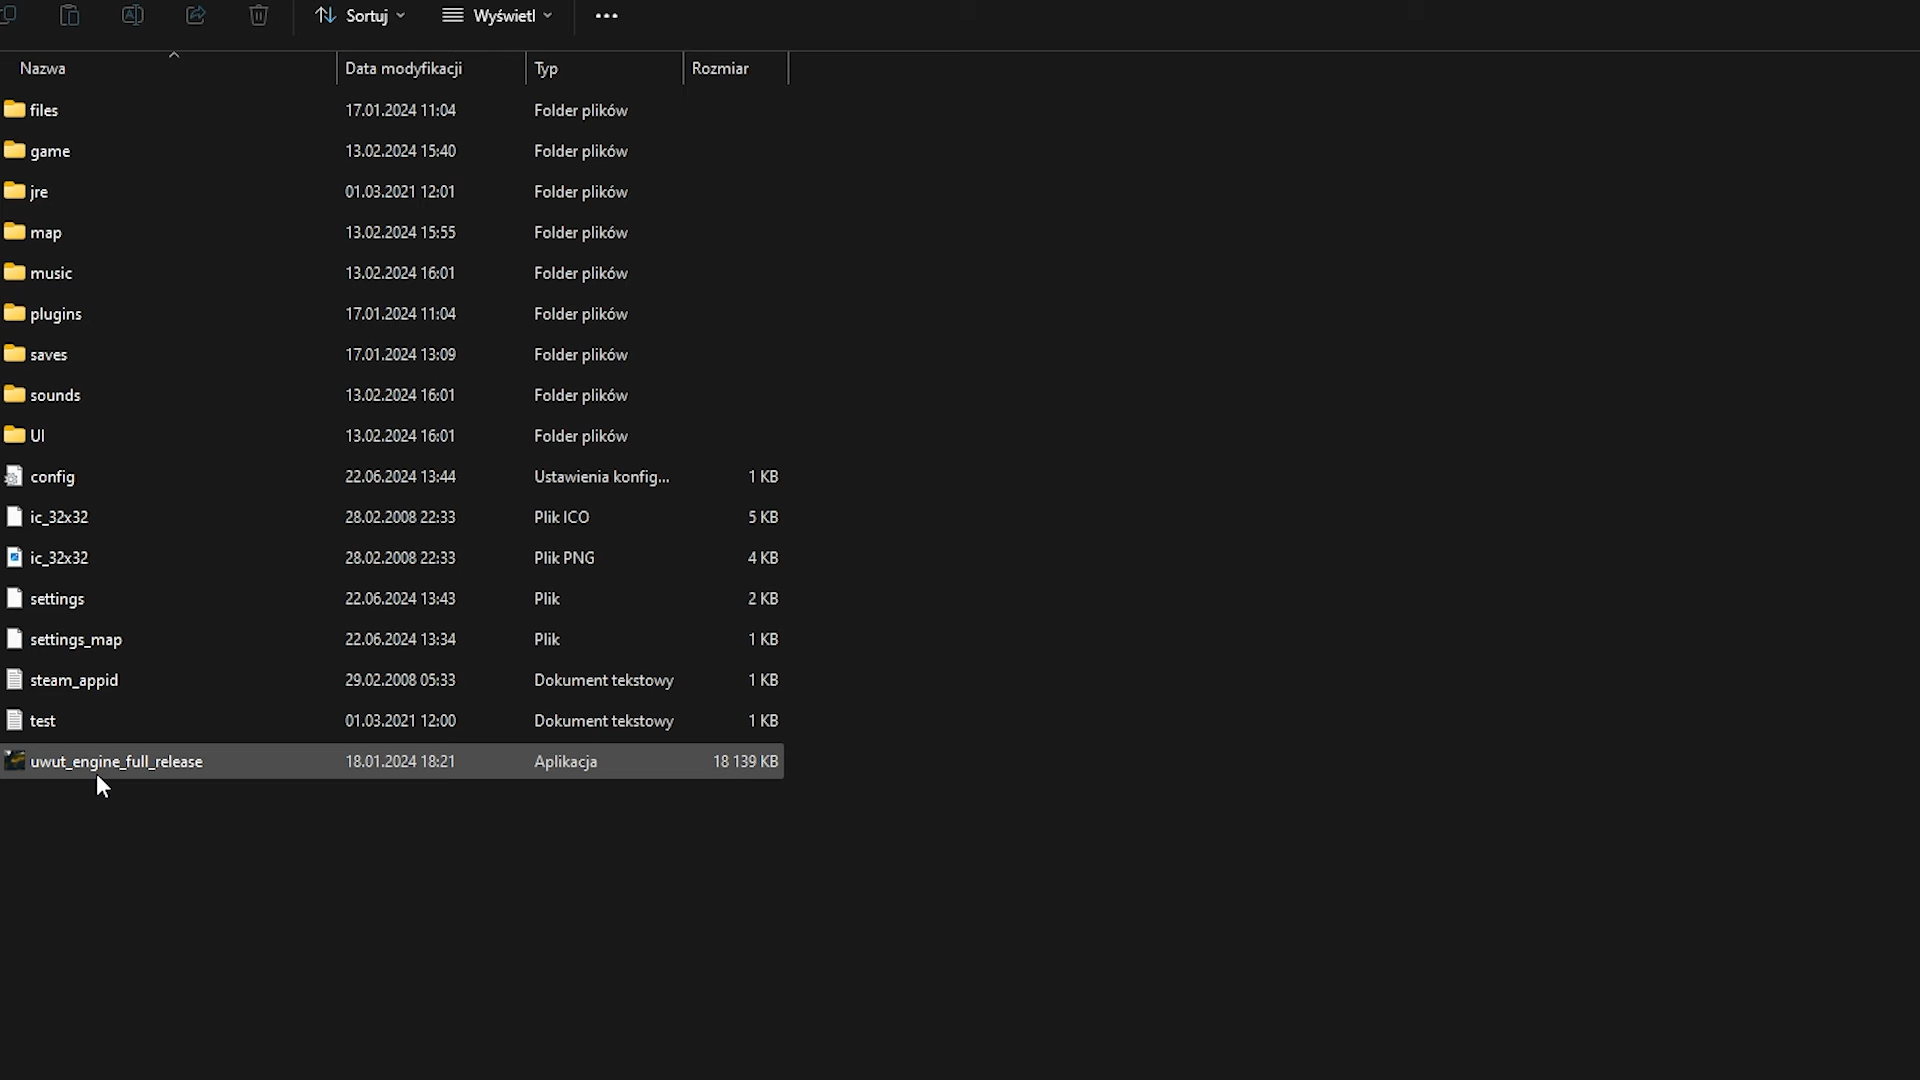 Sortuj Wyświetl
Nazwa Data modyfikacji Typ Rozmiar
files 17.01.2024 11:04 Folder plików
game 13.02.2024 15:40 Folder plików
jre 01.03.2021 12:01 Folder plików
map 13.02.2024 15:55 Folder plików
music 13.02.2024 16:01 Folder plików
plugins 17.01.2024 11:04 Folder plików
saves 17.01.2024 13:09 Folder plików
sounds 13.02.2024 16:01 Folder plików
UI 13.02.2024 16:01 Folder plików
config 22.06.2024 13:44 Ustawienia konfig... 1 KB
ic_32x32 28.02.2008 22:33 Plik ICO 5 KB
ic_32x32 28.02.2008 22:33 Plik PNG 4 KB
settings 22.06.2024 13:43 Plik 2 KB
settings_map 22.06.2024 13:34 Plik 1 KB
steam_appid 29.02.2008 05:33 Dokument tekstowy 1 KB
test 01.03.2021 12:00 Dokument tekstowy 1 KB
uwut_engine_full_release 18.01.2024 18:21 Aplikacja 18 139 KB